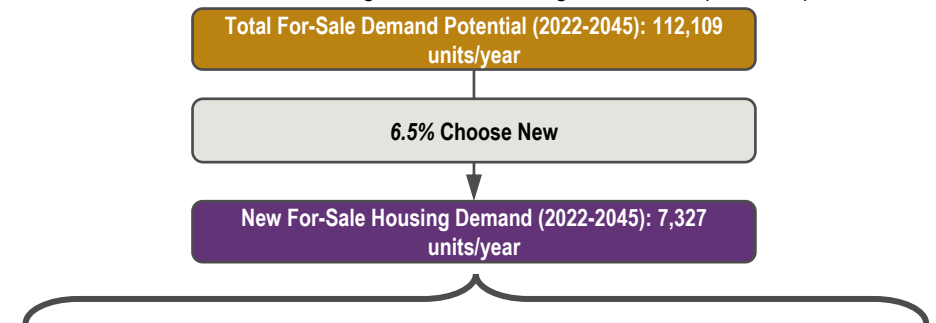 Total For-Sale Demand Potential (2022-2045): 112,109
units/year
6.5% Choose New
New For-Sale Housing Demand (2022-2045): 7,327
units/year